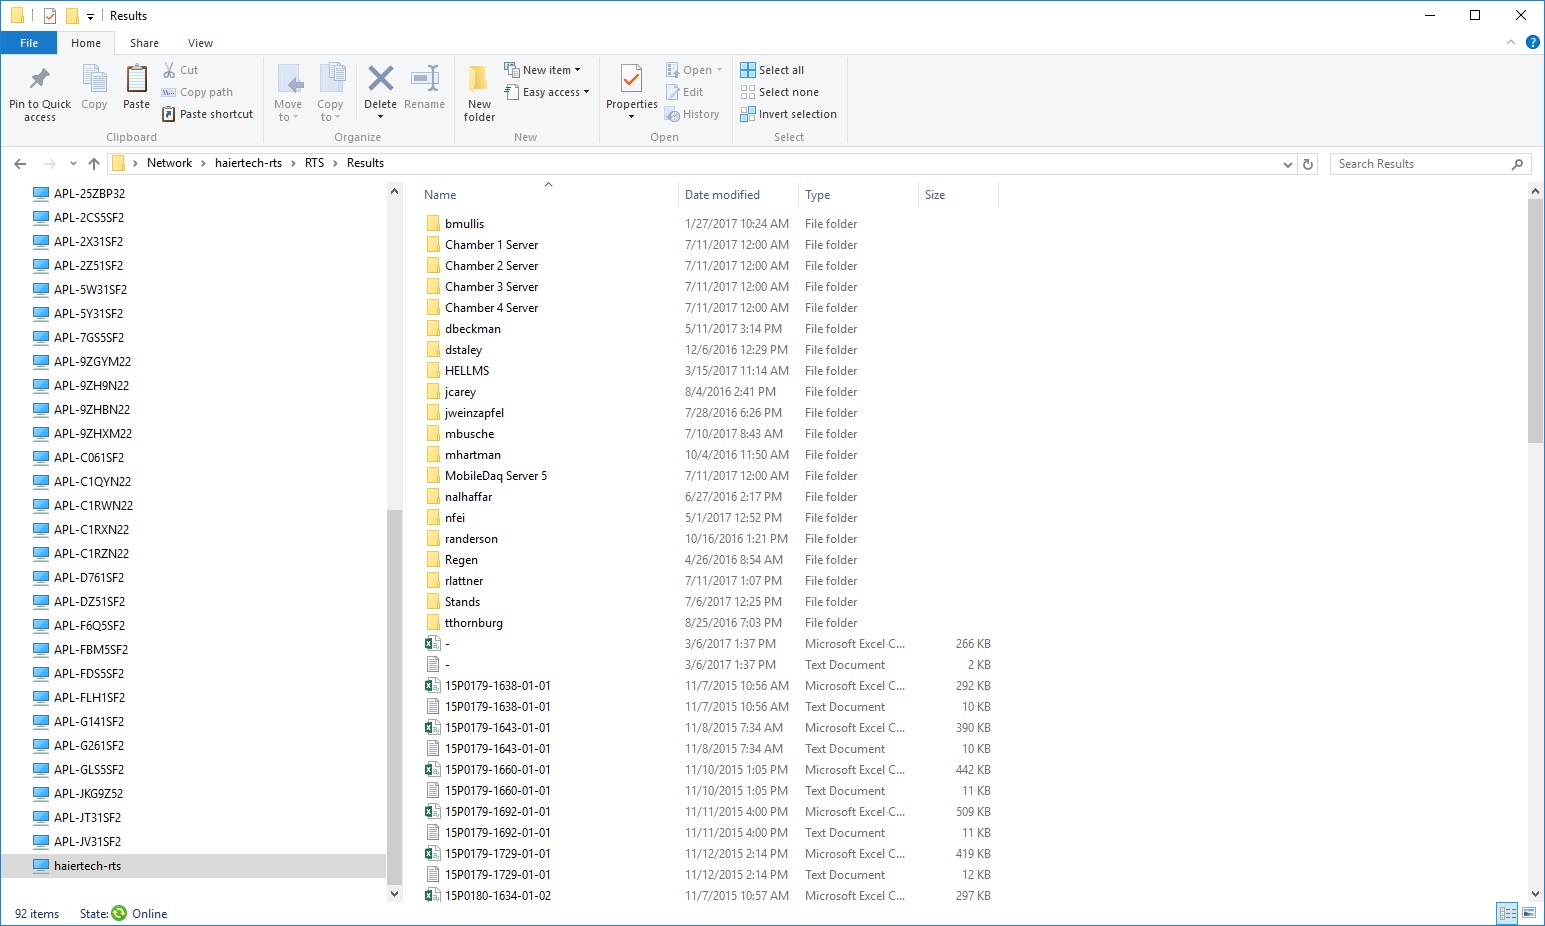 Results
File Home Share View
Pin to Quick access
Copy
Paste
Cut
Copy path
Paste shortcut
Clipboard
Move to
Copy to
Delete
Rename
Organize
New folder
New item
Easy access
New
Properties
Open
Edit
History
Open
Select all
Select none
Invert selection
Select
Network > haiertech-rts > RTS > Results
Search Results
APL-25ZBP32
APL-2CS5SF2
APL-2X31SF2
APL-2Z51SF2
APL-5W31SF2
APL-5Y31SF2
APL-7GS5SF2
APL-9ZGYM22
APL-9ZH9N22
APL-9ZHBN22
APL-9ZHXM22
APL-C061SF2
APL-C1QYN22
APL-C1RWN22
APL-C1RXN22
APL-C1RZN22
APL-D761SF2
APL-DZ51SF2
APL-F6Q5SF2
APL-FBM5SF2
APL-FDS5SF2
APL-FLH1SF2
APL-G141SF2
APL-G261SF2
APL-GLS5SF2
APL-JKG9Z52
APL-JT31SF2
APL-JV31SF2
haiertech-rts
Name Date modified Type Size
bmullis 1/27/2017 10:24 AM File folder
Chamber 1 Server 7/11/2017 12:00 AM File folder
Chamber 2 Server 7/11/2017 12:00 AM File folder
Chamber 3 Server 7/11/2017 12:00 AM File folder
Chamber 4 Server 7/11/2017 12:00 AM File folder
dbeckman 5/11/2017 3:14 PM File folder
dstaley 12/6/2016 12:29 PM File folder
HELLMS 3/15/2017 11:14 AM File folder
jcarey 8/4/2016 2:41 PM File folder
jweinzapfel 7/28/2016 6:26 PM File folder
mbusche 7/10/2017 8:43 AM File folder
mhartman 10/4/2016 11:50 AM File folder
MobileDaq Server 5 7/11/2017 12:00 AM File folder
nalhaffar 6/27/2016 2:17 PM File folder
nfei 5/1/2017 12:52 PM File folder
randerson 10/16/2016 1:21 PM File folder
Regen 4/26/2016 8:54 AM File folder
rlattner 7/11/2017 1:07 PM File folder
Stands 7/6/2017 12:25 PM File folder
tthornburg 8/25/2016 7:03 PM File folder
- 3/6/2017 1:37 PM Microsoft Excel C... 266 KB
- 3/6/2017 1:37 PM Text Document 2 KB
15P0179-1638-01-01 11/7/2015 10:56 AM Microsoft Excel C... 292 KB
15P0179-1638-01-01 11/7/2015 10:56 AM Text Document 10 KB
15P0179-1643-01-01 11/8/2015 7:34 AM Microsoft Excel C... 390 KB
15P0179-1643-01-01 11/8/2015 7:34 AM Text Document 10 KB
15P0179-1660-01-01 11/10/2015 1:05 PM Microsoft Excel C... 442 KB
15P0179-1660-01-01 11/10/2015 1:05 PM Text Document 11 KB
15P0179-1692-01-01 11/11/2015 4:00 PM Microsoft Excel C... 509 KB
15P0179-1692-01-01 11/11/2015 4:00 PM Text Document 11 KB
15P0179-1729-01-01 11/12/2015 2:14 PM Microsoft Excel C... 419 KB
15P0179-1729-01-01 11/12/2015 2:14 PM Text Document 12 KB
15P0180-1634-01-02 11/7/2015 10:57 AM Microsoft Excel C... 297 KB
92 items State: Online